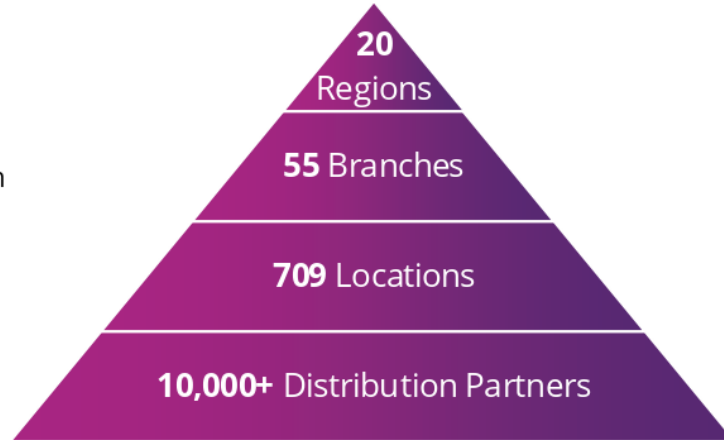 20
Regions
n
55 Branches
709 Locations
10,000+ Distribution Partners